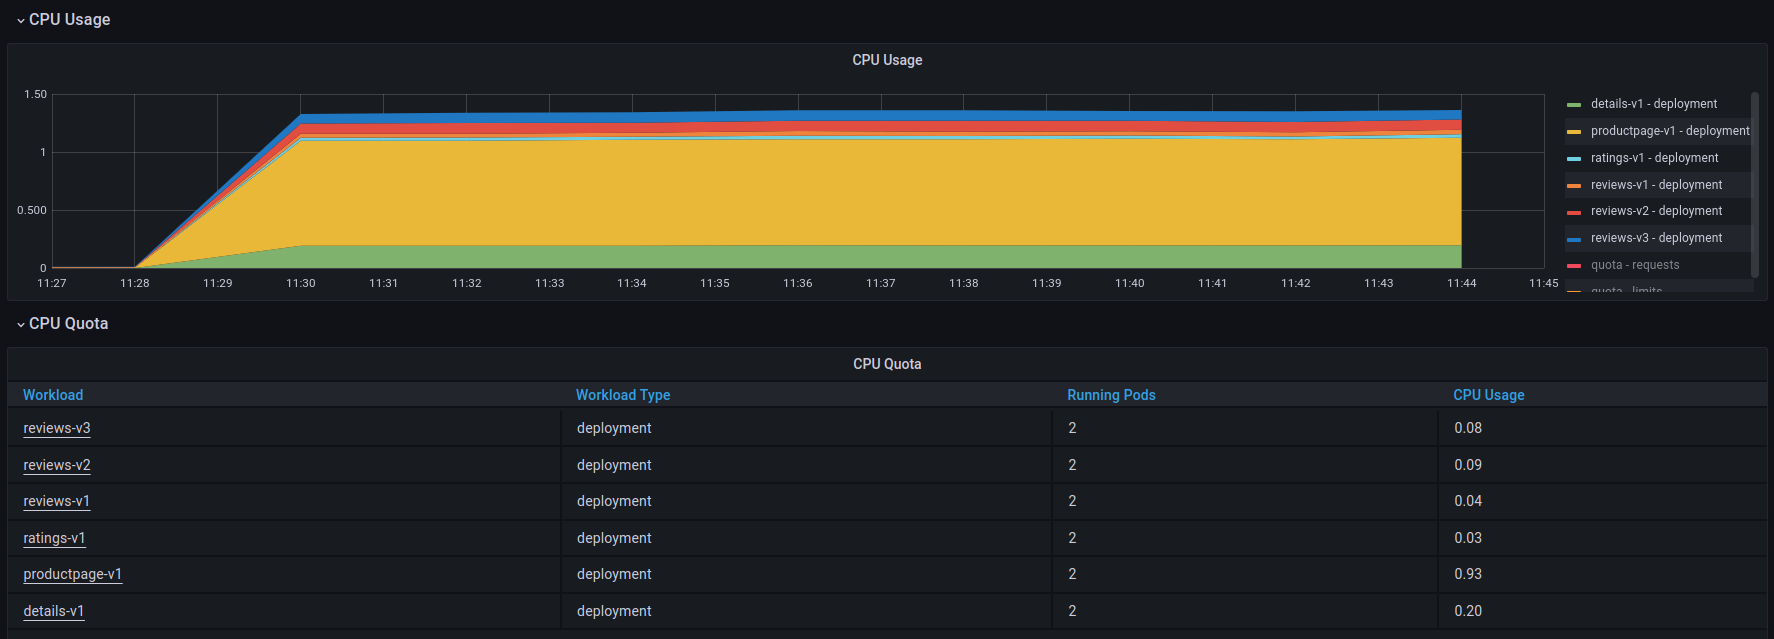 CPU Usage
CPU Usage
1.50
1
0.500
0
11:27 11:28 11:29 11:30 11:31 11:32 11:33 11:34 11:35 11:36 11:37 11:38 11:39 11:40 11:41 11:42 11:43 11:44 11:45
details-v1 - deployment
productpage-v1 - deployment
ratings-v1 - deployment
reviews-v1 - deployment
reviews-v2 - deployment
reviews-v3 - deployment
quota - requests
quota - limits
CPU Quota
CPU Quota
Workload Workload Type Running Pods CPU Usage
reviews-v3 deployment 2 0.08
reviews-v2 deployment 2 0.09
reviews-v1 deployment 2 0.04
ratings-v1 deployment 2 0.03
productpage-v1 deployment 2 0.93
details-v1 deployment 2 0.20